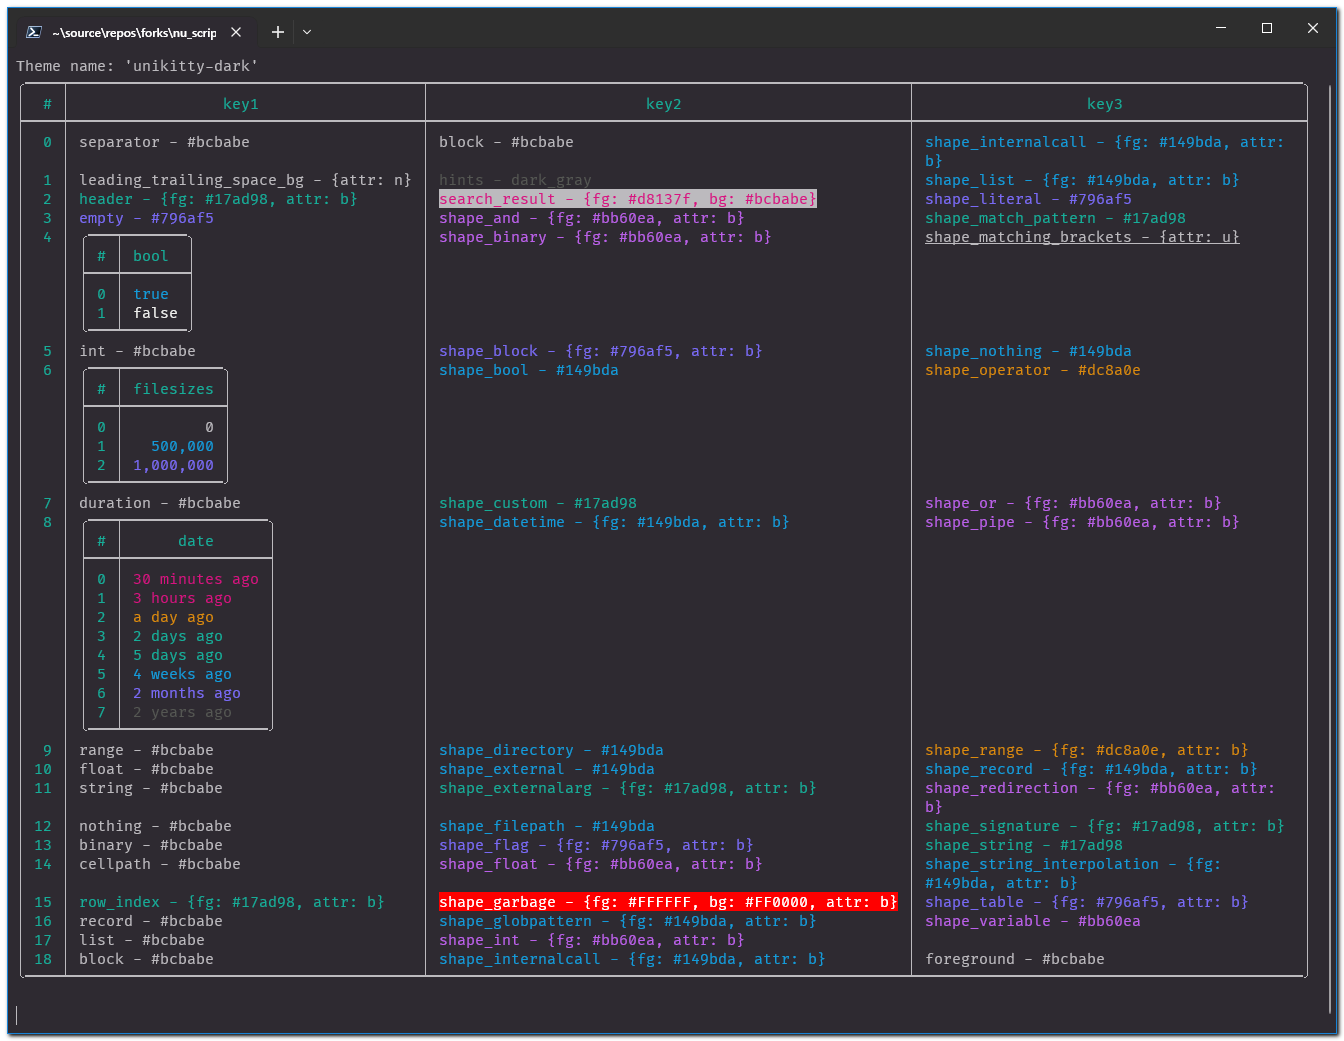 ~\source\repos\forks\nu_scrip
Theme name: 'unikitty-dark'
# key1 key2 key3
0 separator - #bcbabe block - #bcbabe shape_internalcall - {fg: #149bda, attr:
b}
1 leading_trailing_space_bg - {attr: n} hints - dark_gray shape_list - {fg: #149bda, attr: b}
2 header - {fg: #17ad98, attr: b} search_result - {fg: #d8137f, bg: #bcbabe} shape_literal - #796af5
3 empty - #796af5 shape_and - {fg: #bb60ea, attr: b} shape_match_pattern - #17ad98
4 shape_binary - {fg: #bb60ea, attr: b} shape_matching_brackets - {attr: u}
# bool
0 true
1 false
5 int - #bcbabe shape_block - {fg: #796af5, attr: b} shape_nothing - #149bda
6 shape_bool - #149bda shape_operator - #dc8a0e
# filesizes
0 0
1 500,000
2 1,000,000
7 duration - #bcbabe shape_custom - #17ad98 shape_or - {fg: #bb60ea, attr: b}
8 shape_datetime - {fg: #149bda, attr: b} shape_pipe - {fg: #bb60ea, attr: b}
# date
0 30 minutes ago
1 3 hours ago
2 a day ago
3 2 days ago
4 5 days ago
5 4 weeks ago
6 2 months ago
7 2 years ago
9 range - #bcbabe shape_directory - #149bda shape_range - {fg: #dc8a0e, attr: b}
10 float - #bcbabe shape_external - #149bda shape_record - {fg: #149bda, attr: b}
11 string - #bcbabe shape_externalarg - {fg: #17ad98, attr: b} shape_redirection - {fg: #bb60ea, attr:
b}
12 nothing - #bcbabe shape_filepath - #149bda shape_signature - {fg: #17ad98, attr: b}
13 binary - #bcbabe shape_flag - {fg: #796af5, attr: b} shape_string - #17ad98
14 cellpath - #bcbabe shape_float - {fg: #bb60ea, attr: b} shape_string_interpolation - {fg:
#149bda, attr: b}
15 row_index - {fg: #17ad98, attr: b} shape_garbage - {fg: #FFFFFF, bg: #FF0000, attr: b} shape_table - {fg: #796af5, attr: b}
16 record - #bcbabe shape_globpattern - {fg: #149bda, attr: b} shape_variable - #bb60ea
17 list - #bcbabe shape_int - {fg: #bb60ea, attr: b}
18 block - #bcbabe shape_internalcall - {fg: #149bda, attr: b} foreground - #bcbabe